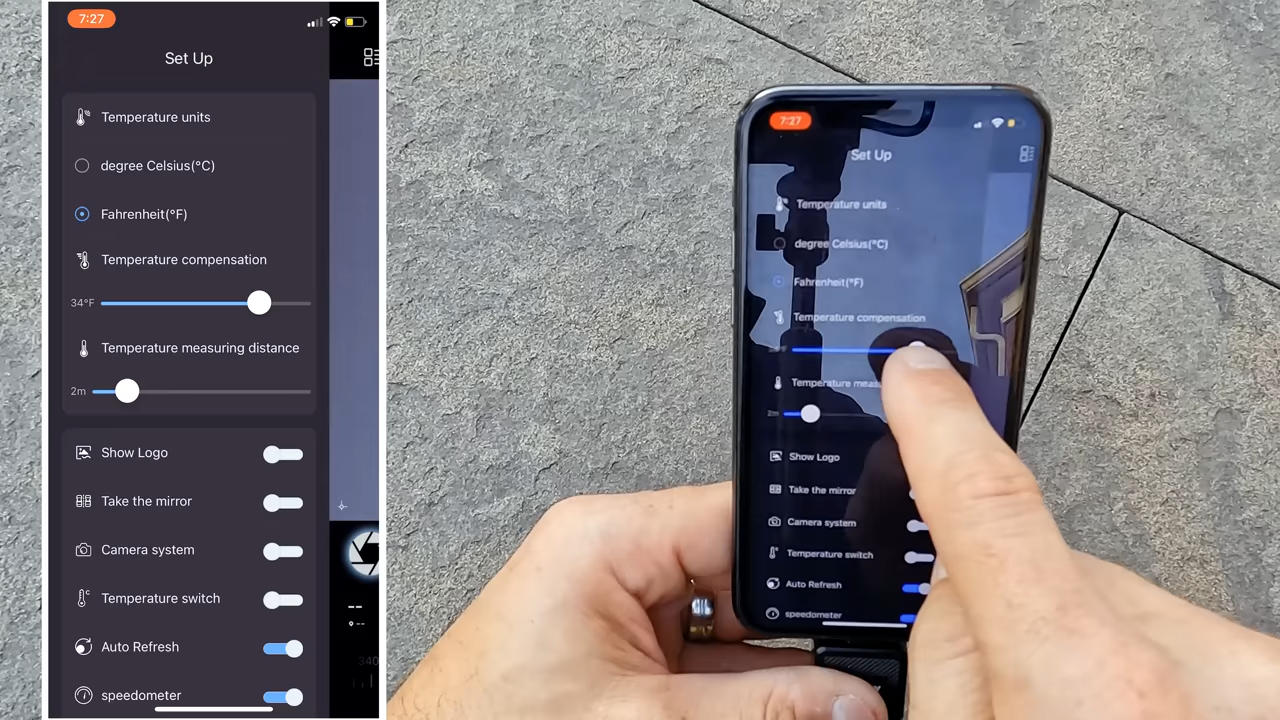 7:27
Set Up
Temperature units
degree Celsius(°C)
Fahrenheit(°F)
Temperature compensation
34°F
Temperature measuring distance
2m
Show Logo
Take the mirror
Camera system
Temperature switch
Auto Refresh
speedometer
--
--
340
7:27
Set Up
Temperature units
degree Celsius(°C)
Fahrenheit(°F)
Temperature compensation
Temperature
2m
Show Logo
Take the mirror
Camera system
Temperature switch
Auto Refresh
speedometer